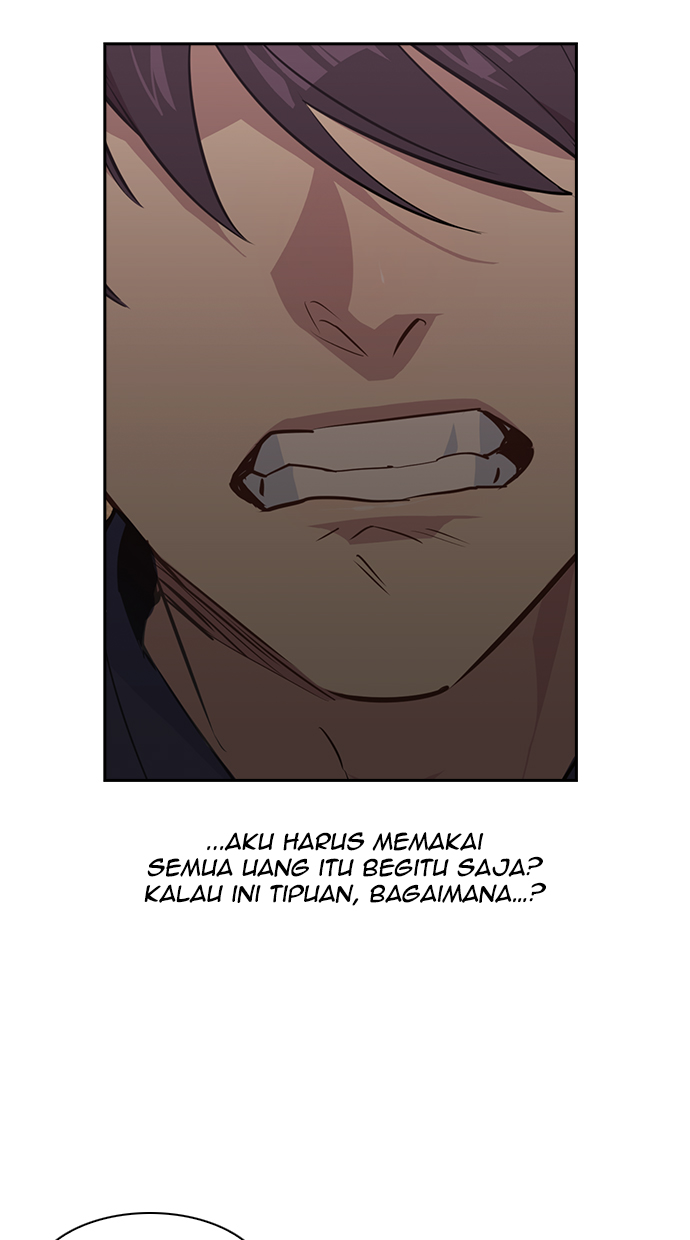 ...AKU HARUS MEMAKAI
SEMUA UANG ITU BEGITU SAJA?
KALAU INI TIPUAN, BAGAIMANA...?